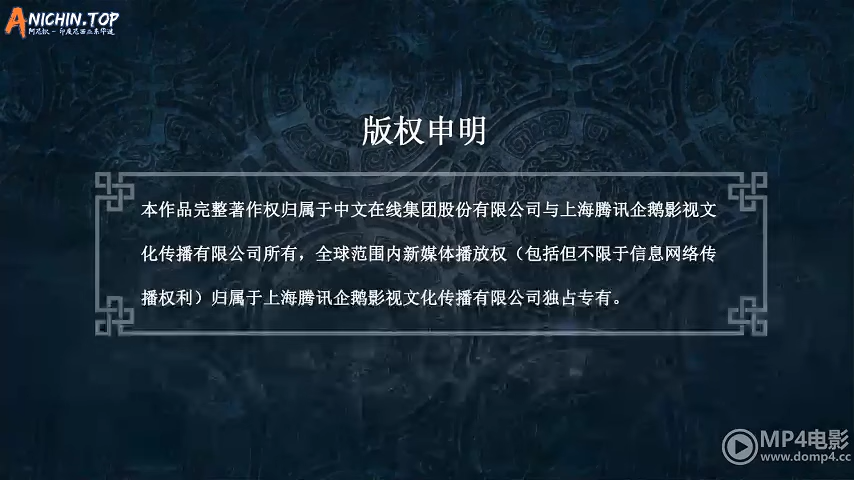 ANICHIN.TOP
版权申明
本作品完整著作权归属于中文在线集团股份有限公司与上海腾讯企鹅影视文
化传播有限公司所有，全球范围内新媒体播放权（包括但不限于信息网络传
播权利）归属于上海腾讯企鹅影视文化传播有限公司独占专有。
MP4电影
www.domp4.cc